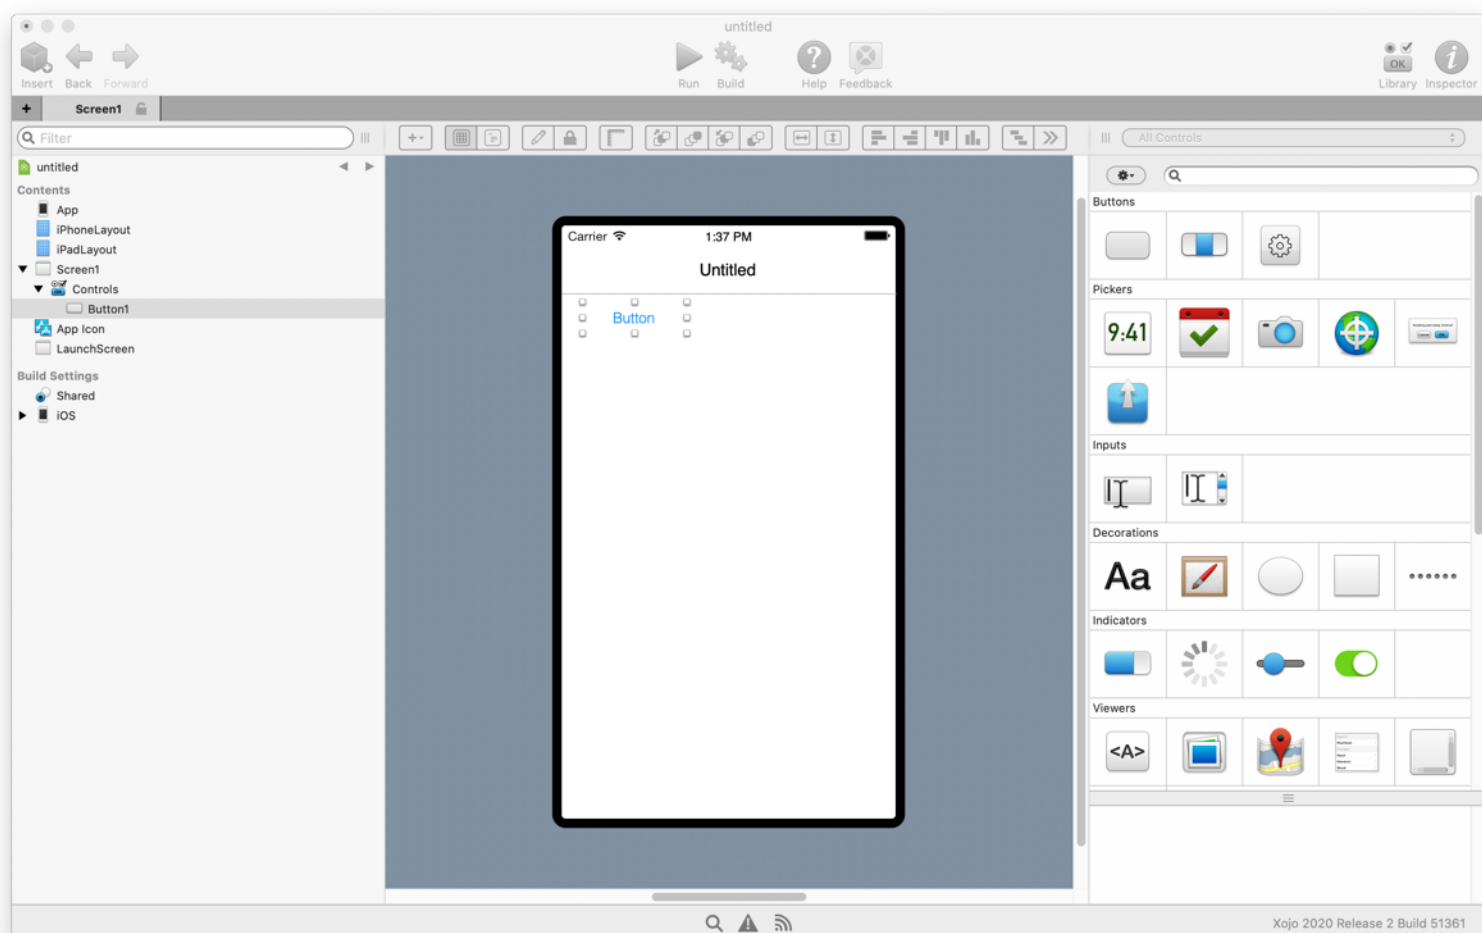 untitled
Insert Back Forward Run Build Help Feedback Library Inspector
OK
+ Screen1
Filter
All Controls
untitled
Contents
App
iPhoneLayout
iPadLayout
Screen1
Controls
Button1
App Icon
LaunchScreen
Build Settings
Shared
iOS
Carrier 1:37 PM
Untitled
Button
Buttons
Pickers
9:41
Inputs
Decorations
Aa
Indicators
Viewers
<A>
Xojo 2020 Release 2 Build 51361